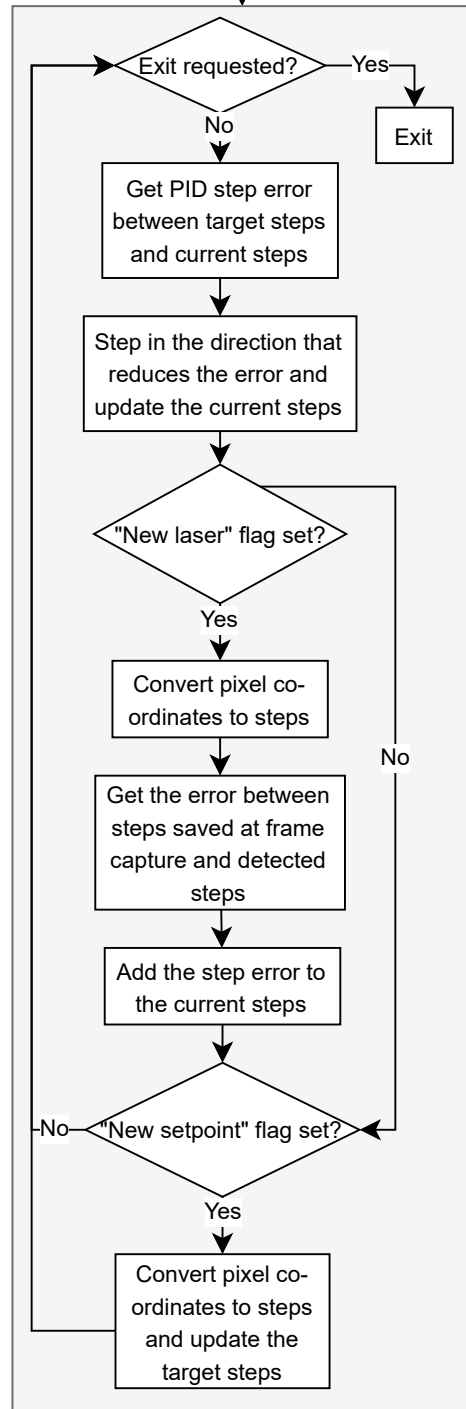 Exit requested?
Yes
Exit
No
Get PID step error
between target steps
and current steps
Step in the direction that
reduces the error and
update the current steps
"New laser" flag set?
Yes
No
Convert pixel co-
ordinates to steps
Get the error between
steps saved at frame
capture and detected
steps
Add the step error to
the current steps
"New setpoint" flag set?
No
Yes
Convert pixel co-
ordinates to steps
and update the
target steps